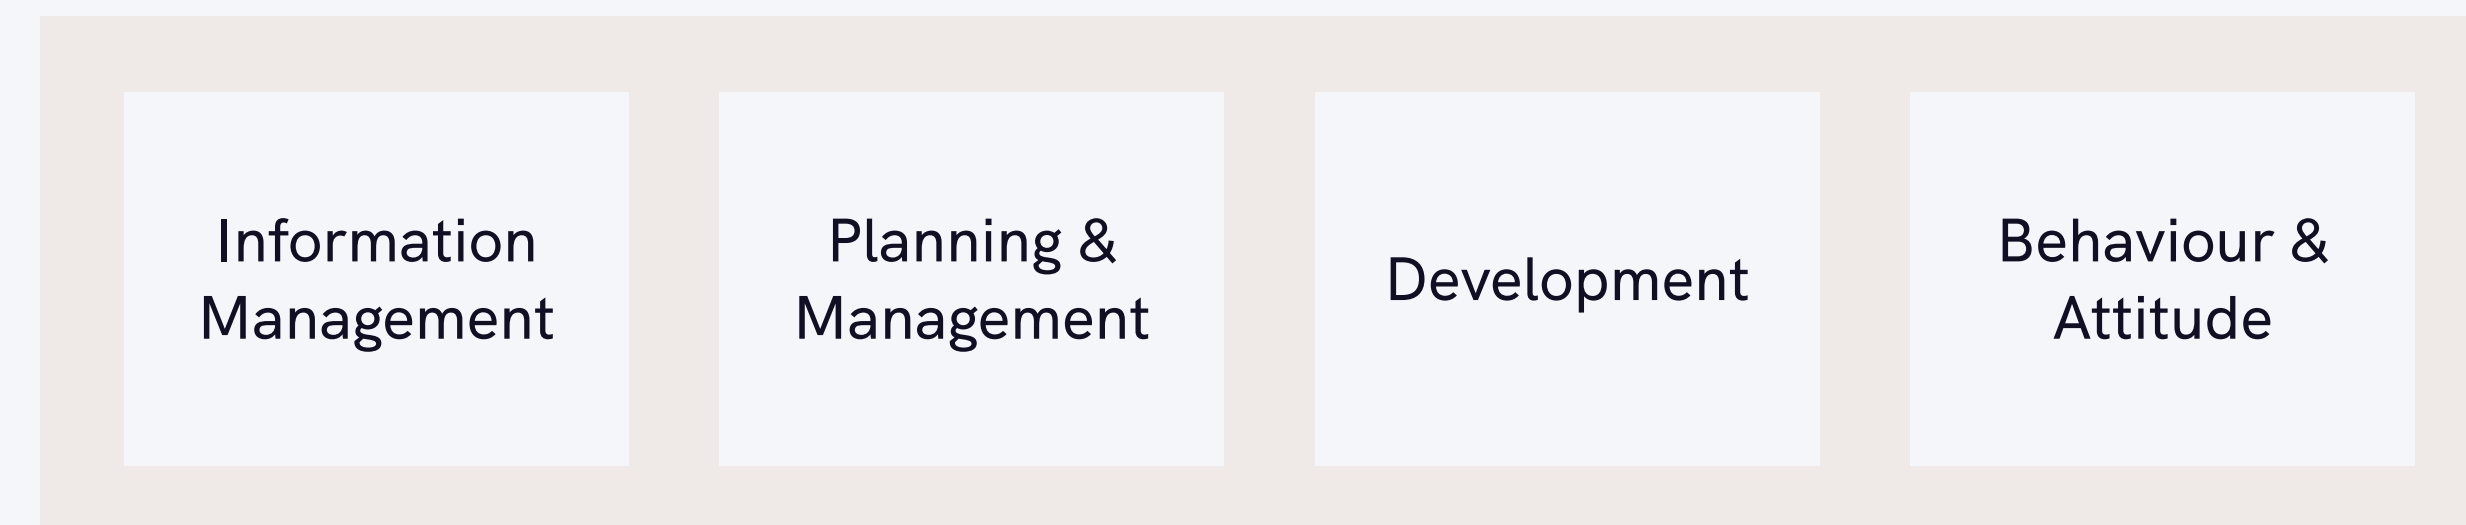 Information
Management
Planning &
Management
Development
Behaviour &
Attitude